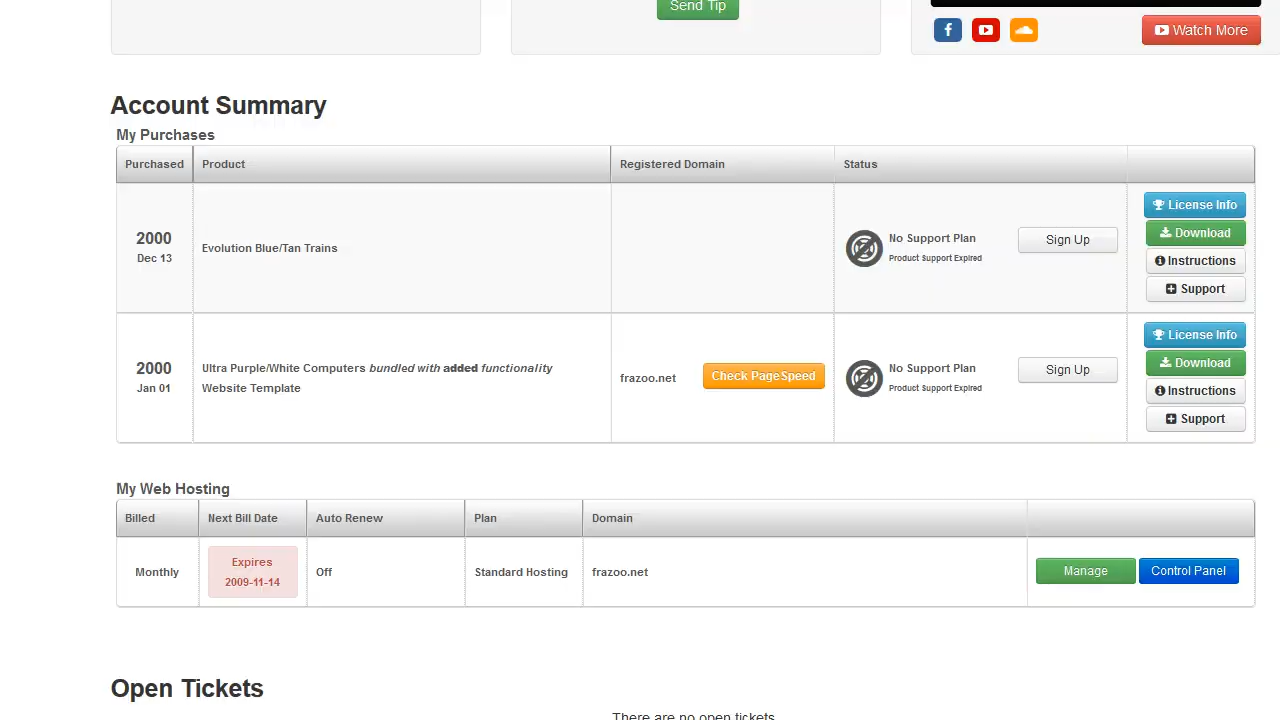 Send Tip
Watch More
Account Summary
My Purchases
Purchased Product Registered Domain Status
2000
Dec 13
Evolution Blue/Tan Trains
No Support Plan
Product Support Expired
Sign Up
License Info
Download
Instructions
Support
2000
Jan 01
Ultra Purple/White Computers bundled with added functionality
Website Template
frazoo.net
Check PageSpeed
No Support Plan
Product Support Expired
Sign Up
License Info
Download
Instructions
Support
My Web Hosting
Billed Next Bill Date Auto Renew Plan Domain
Monthly
Expires
2009-11-14
Off
Standard Hosting
frazoo.net
Manage
Control Panel
Open Tickets
There are no open tickets